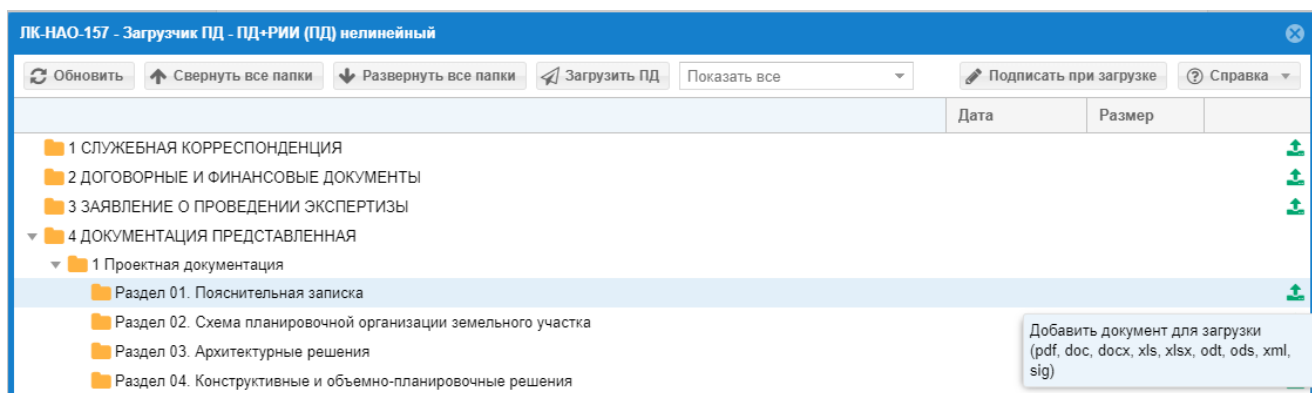 ЛК-НАО-157 - Загрузчик ПД - ПД+РИИ (ПД) нелинейный
Обновить Свернуть все папки Развернуть все папки Загрузить ПД Показать все Подписать при загрузке Справка
Дата Размер
1 СЛУЖЕБНАЯ КОРРЕСПОНДЕНЦИЯ
2 ДОГОВОРНЫЕ И ФИНАНСОВЫЕ ДОКУМЕНТЫ
3 ЗАЯВЛЕНИЕ О ПРОВЕДЕНИИ ЭКСПЕРТИЗЫ
4 ДОКУМЕНТАЦИЯ ПРЕДСТАВЛЕННАЯ
1 Проектная документация
Раздел 01. Пояснительная записка
Раздел 02. Схема планировочной организации земельного участка
Раздел 03. Архитектурные решения
Раздел 04. Конструктивные и объемно-планировочные решения
Добавить документ для загрузки
(pdf, doc, docx, xls, xlsx, odt, ods, xml,
sig)